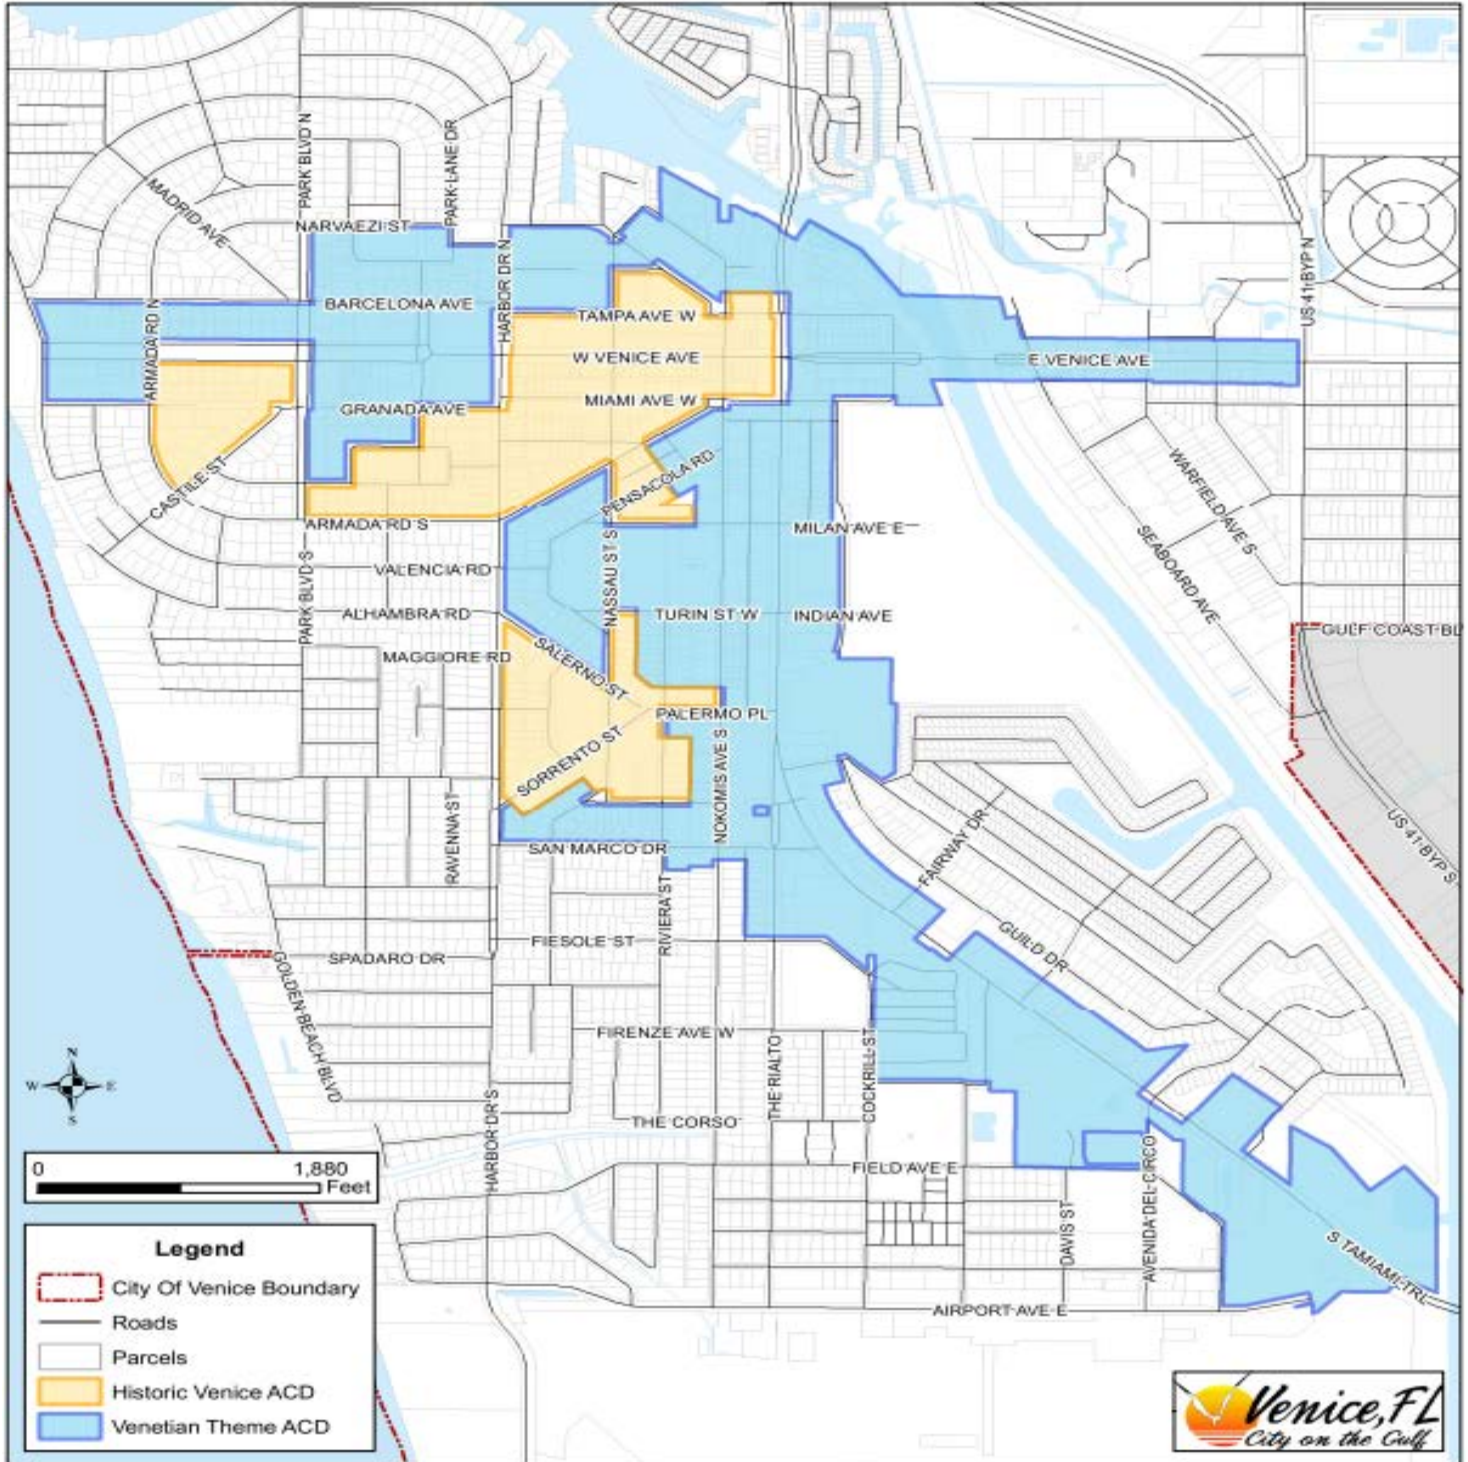 PARK BLVD N
PARK LANE DR
MADRID AVE
NARVAEZI ST
HARBOR DR N
US 41 BYP N
ARMADA RD N
BARCELONA AVE
TAMPA AVE W
W VENICE AVE
E VENICE AVE
MIAMI AVE W
GRANADA AVE
CASTILE ST
PENSACOLA RD
WARFIELD AVE S
SEABOARD AVE
ARMADA RD S
MILAN AVE E
VALENCIA RD
NASSAU ST S
PARK BLVD S
ALHAMBRA RD
TURIN ST W
INDIAN AVE
GULF COAST BL
MAGGIORE RD
SALERNO ST
PALERMO PL
SORRENTO ST
NOKOMIS AVE S
RAVENNA ST
SAN MARCO DR
FAIRWAY DR
US 41 BYP S
RIVIERA ST
FIESOLE ST
GUILD DR
SPADARO DR
GOLDEN BEACH BLVD
FIRENZE AVE W
THE RIALTO
COCKRILL ST
N
W E
S
THE CORSO
HARBOR DR S
FIELD AVE E
DAVIS ST
AVENIDA DEL CIRCO
S TAMIAMI TRL
AIRPORT AVE E
0 1,880
Feet
Legend
City Of Venice Boundary
Roads
Parcels
Historic Venice ACD
Venetian Theme ACD
Venice, FL
City on the Gulf